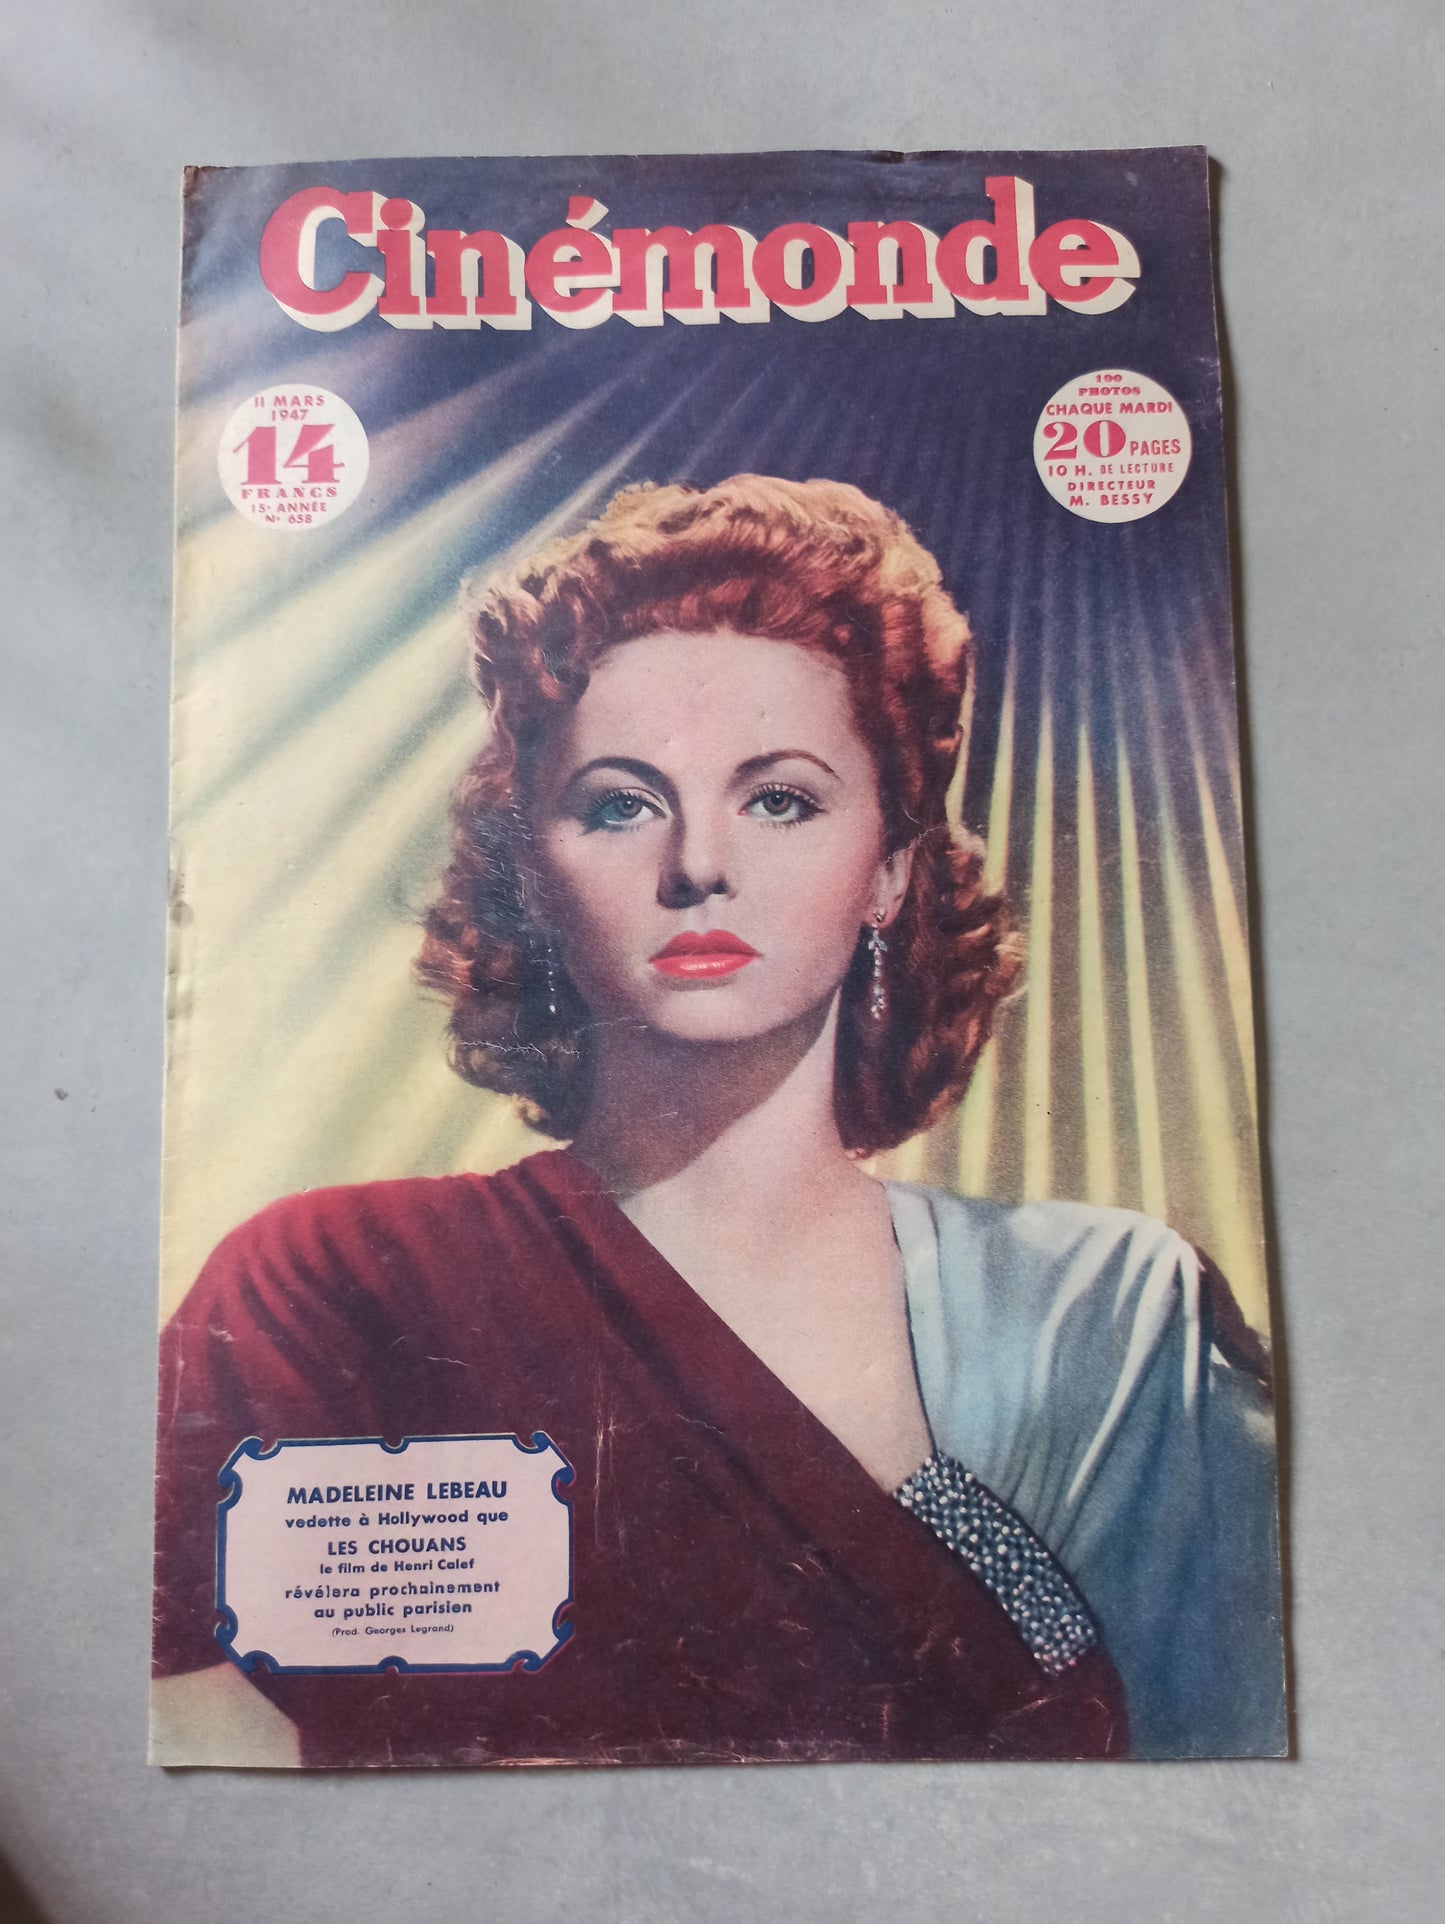 Cinémonde
11 MARS
1947
14
FRANCS
15e ANNÉE
No 658
100
PHOTOS
CHAQUE MARDI
20 PAGES
10 H. DE LECTURE
DIRECTEUR
M. BESSY
MADELEINE LEBEAU
vedette à Hollywood que
LES CHOUANS
le film de Henri Calef
révélera prochainement
au public parisien
(Prod. Georges Legrand)